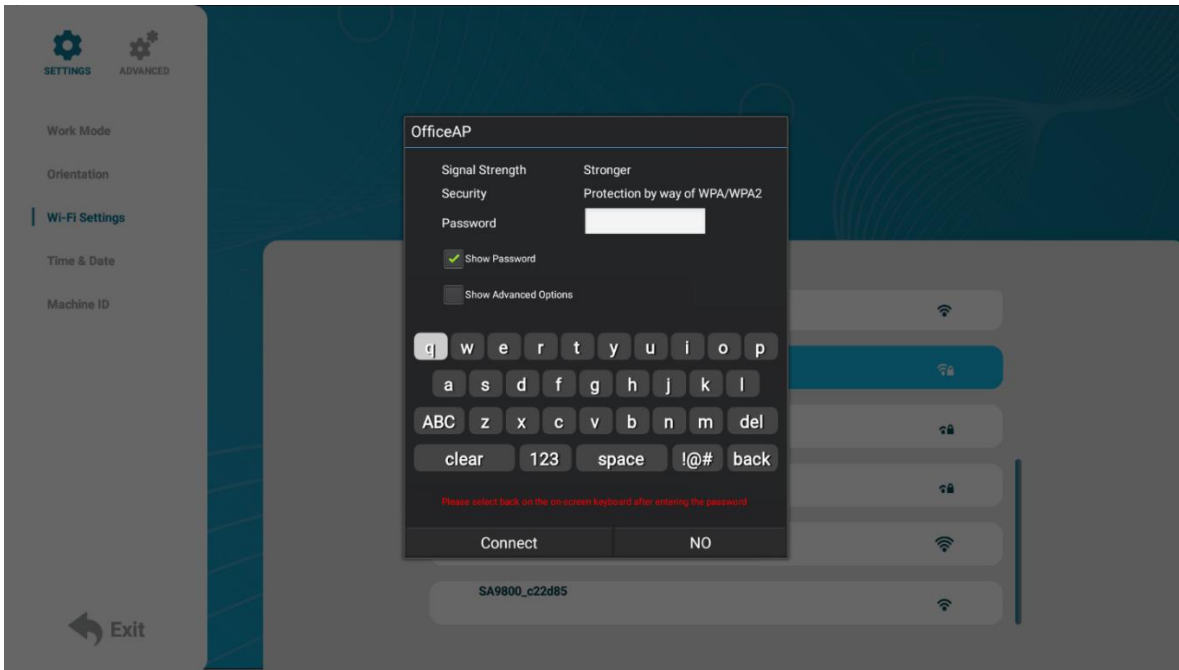 SETTINGS ADVANCED
Work Mode
Orientation
Wi-Fi Settings
Time & Date
Machine ID
Exit
OfficeAP
Signal Strength Stronger
Security Protection by way of WPA/WPA2
Password
Show Password
Show Advanced Options
q w e r t y u i o p
a s d f g h j k l
ABC z x c v b n m del
clear 123 space !@# back
Please select back on the on-screen keyboard after entering the password
Connect NO
SA9800_c22d85